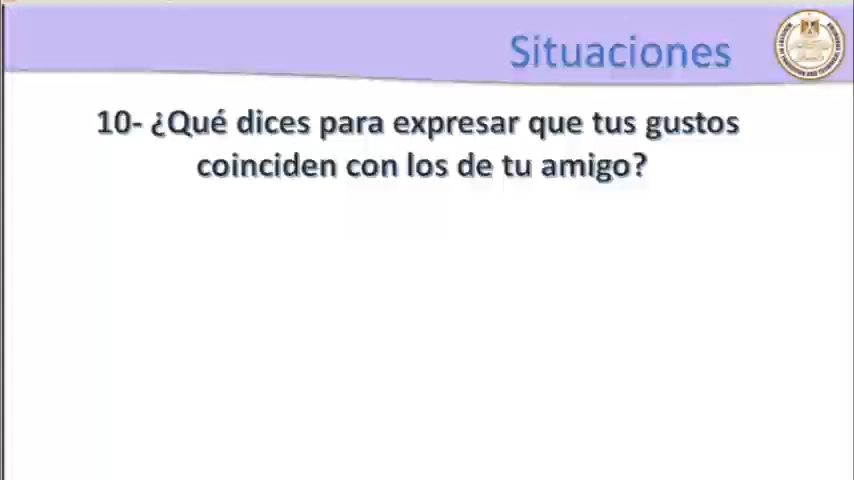 Situaciones
10- ¿Qué dices para expresar que tus gustos
coinciden con los de tu amigo?